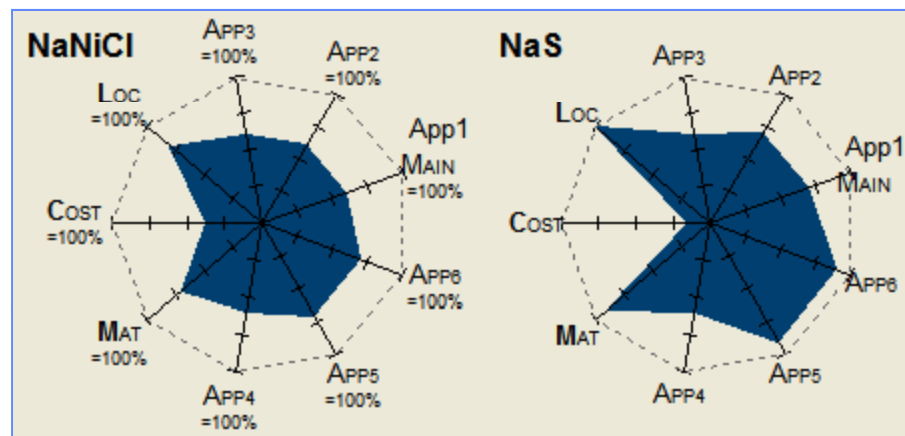 NaNiCl
APP3
=100%
APP2
=100%
LOC
=100%
App1
MAIN
=100%
COST
=100%
APP6
=100%
MAT
=100%
APP5
=100%
APP4
=100%
NaS
APP3
APP2
LOC
App1
MAIN
COST
APP6
MAT
APP5
APP4